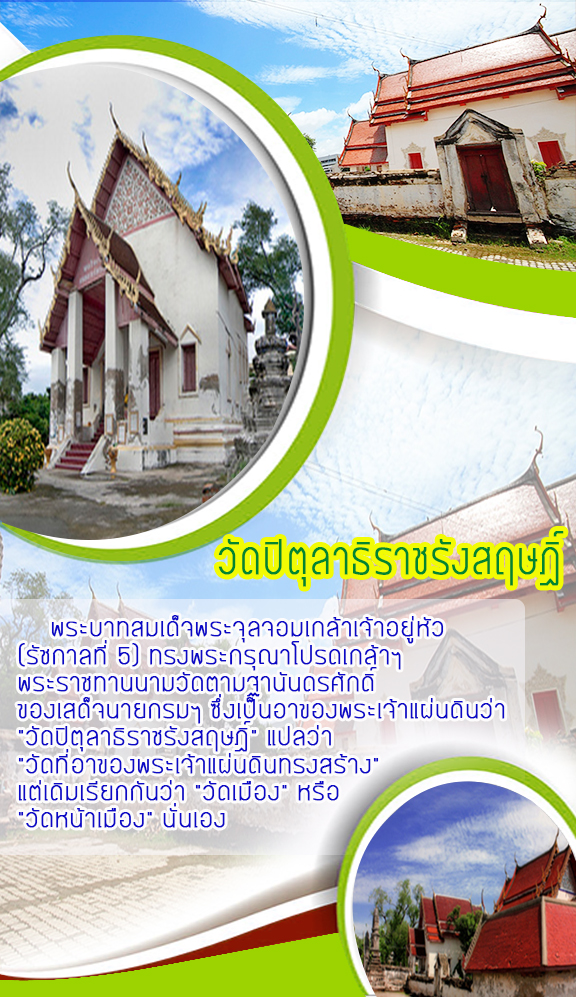 วัดปิตุลาธิราชรังสฤษฎิ์
พระบาทสมเด็จพระจุลจอมเกล้าเจ้าอยู่หัว
(รัชกาลที่ 5) ทรงพระกรุณาโปรดเกล้าฯ
พระราชทานนามวัดตามฐานันดรศักดิ์
ของเสด็จนายกรมฯ ซึ่งเป็นอาของพระเจ้าแผ่นดินว่า
"วัดปิตุลาธิราชรังสฤษฎิ์" แปลว่า
"วัดที่อาของพระเจ้าแผ่นดินทรงสร้าง"
แต่เดิมเรียกกันว่า "วัดเมือง" หรือ
"วัดหน้าเมือง" นั่นเอง